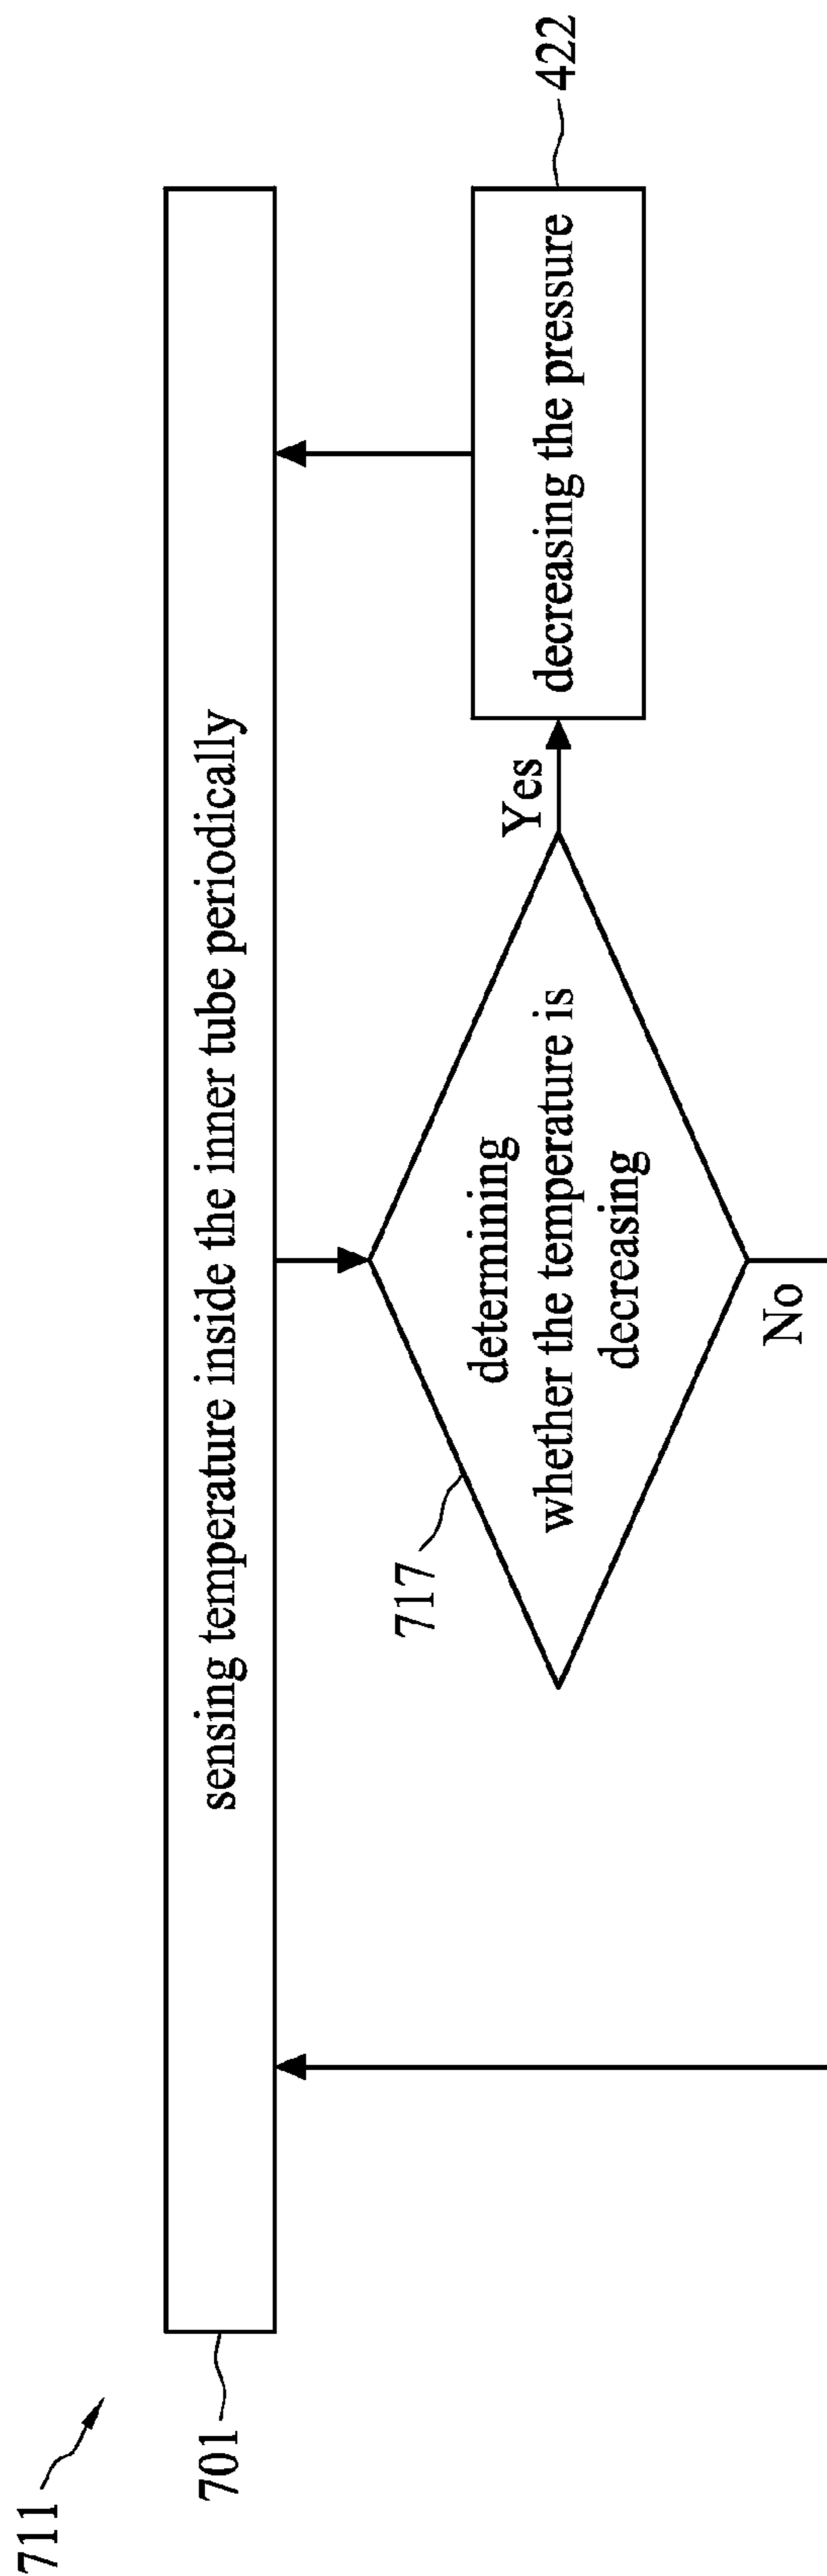 711
701
sensing temperature inside the inner tube periodically
717
determining
whether the temperature is
decreasing
Yes
decreasing the pressure
422
No